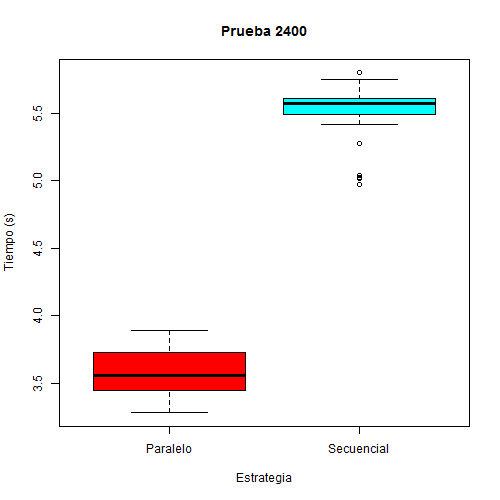 Prueba 2400
Tiempo (s)
5.5
5.0
4.5
4.0
3.5
Paralelo
Secuencial
Estrategia